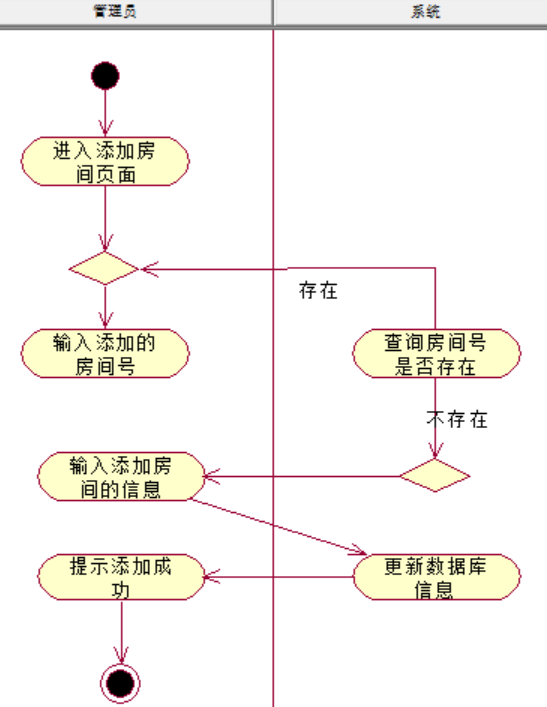 管理员
系统
进入添加房
间页面
存在
输入添加的
房间号
查询房间号
是否存在
不存在
输入添加房
间的信息
提示添加成
功
更新数据库
信息